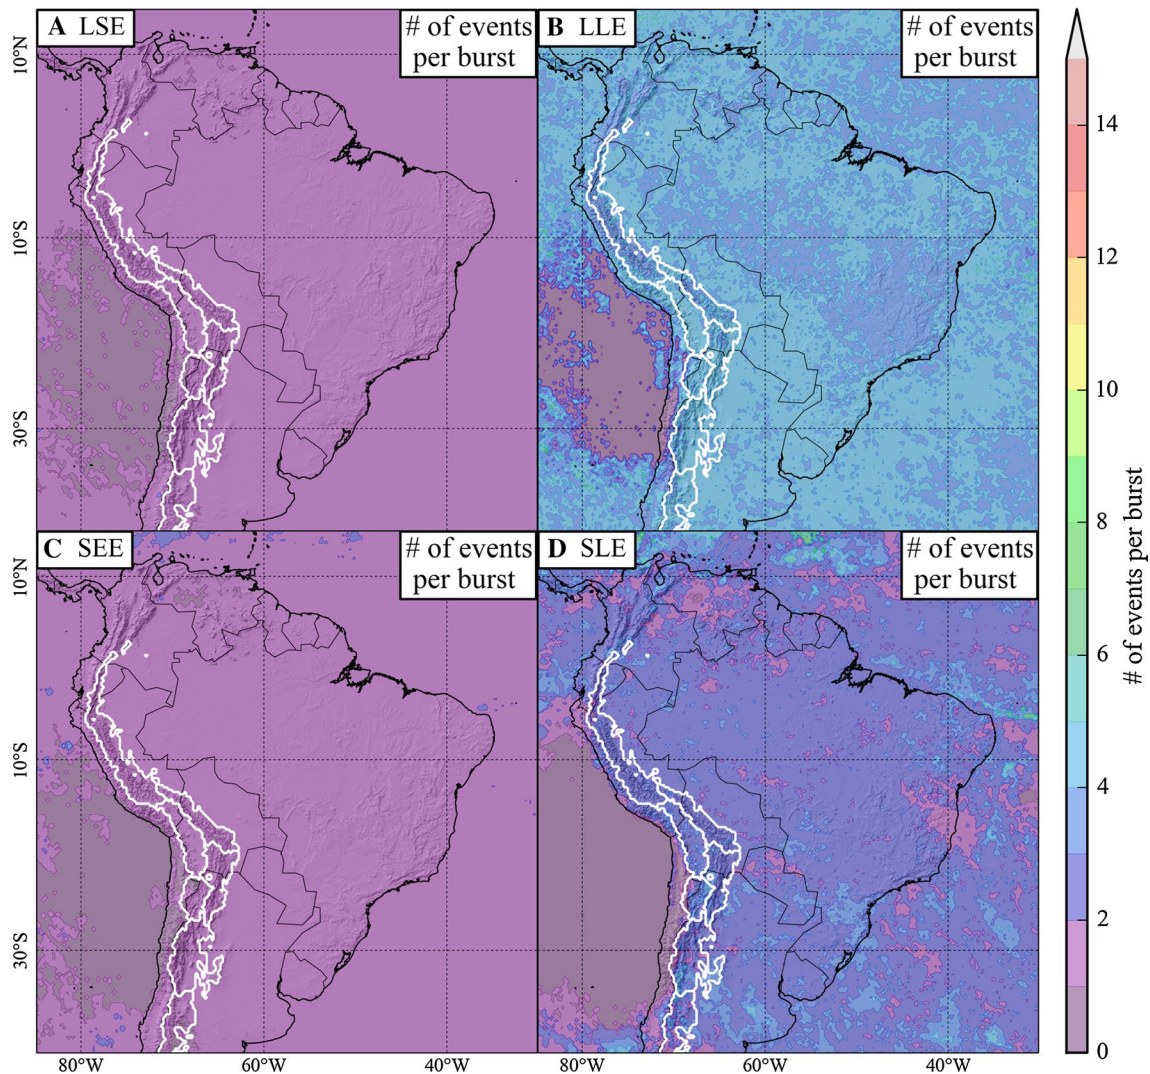 A LSE
# of events
per burst
B LLE
# of events
per burst
10°N
10°S
30°S
C SEE
# of events
per burst
D SLE
# of events
per burst
10°N
10°S
30°S
80°W
60°W
40°W
80°W
60°W
40°W
14
12
10
8
6
4
2
0
# of events per burst